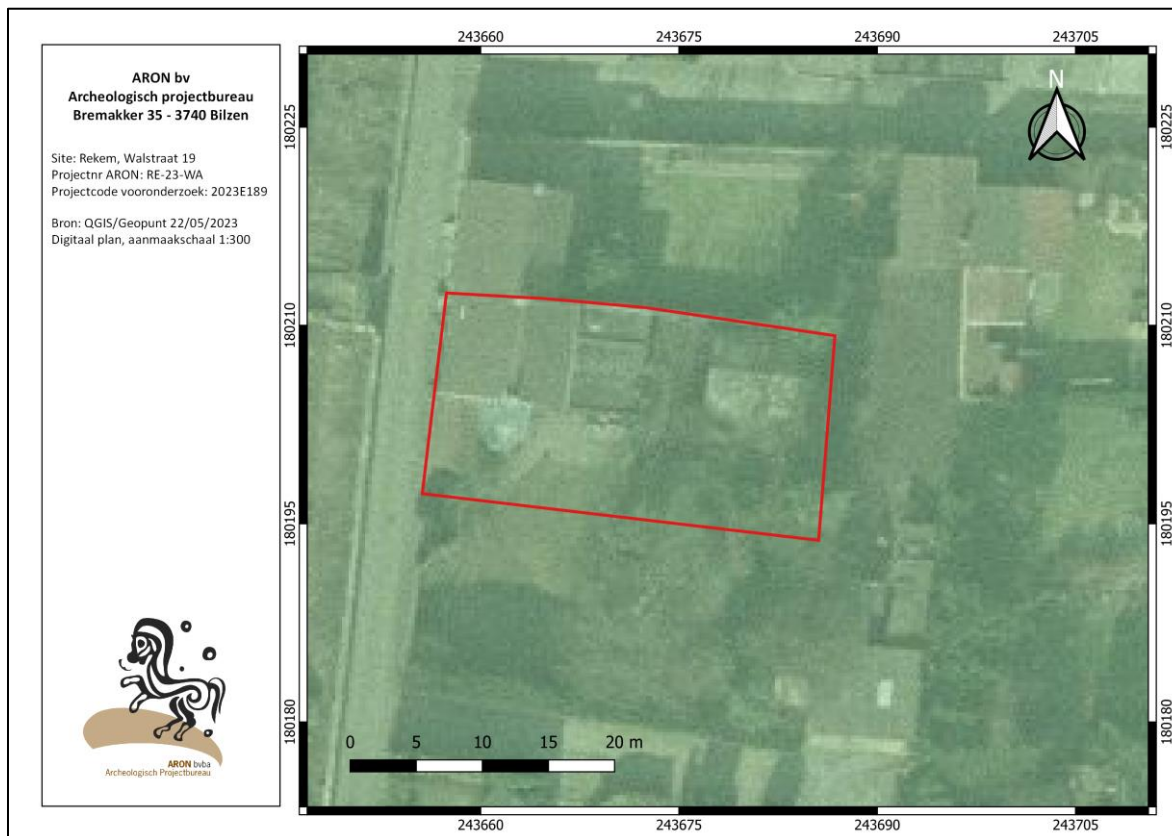 ARON bv
Archeologisch projectbureau
Bremakker 35 - 3740 Bilzen
Site: Rekem, Walstraat 19
Projectnr ARON: RE-23-WA
Projectcode vooronderzoek: 2023E189
Bron: QGIS/Geopunt 22/05/2023
Digitaal plan, aanmaakschaal 1:300
ARON bvba
Archeologisch Projectbureau
243660 243675 243690 243705
180225 180225
N
180210 180210
180195 180195
180180 180180
0 5 10 15 20 m
243660 243675 243690 243705